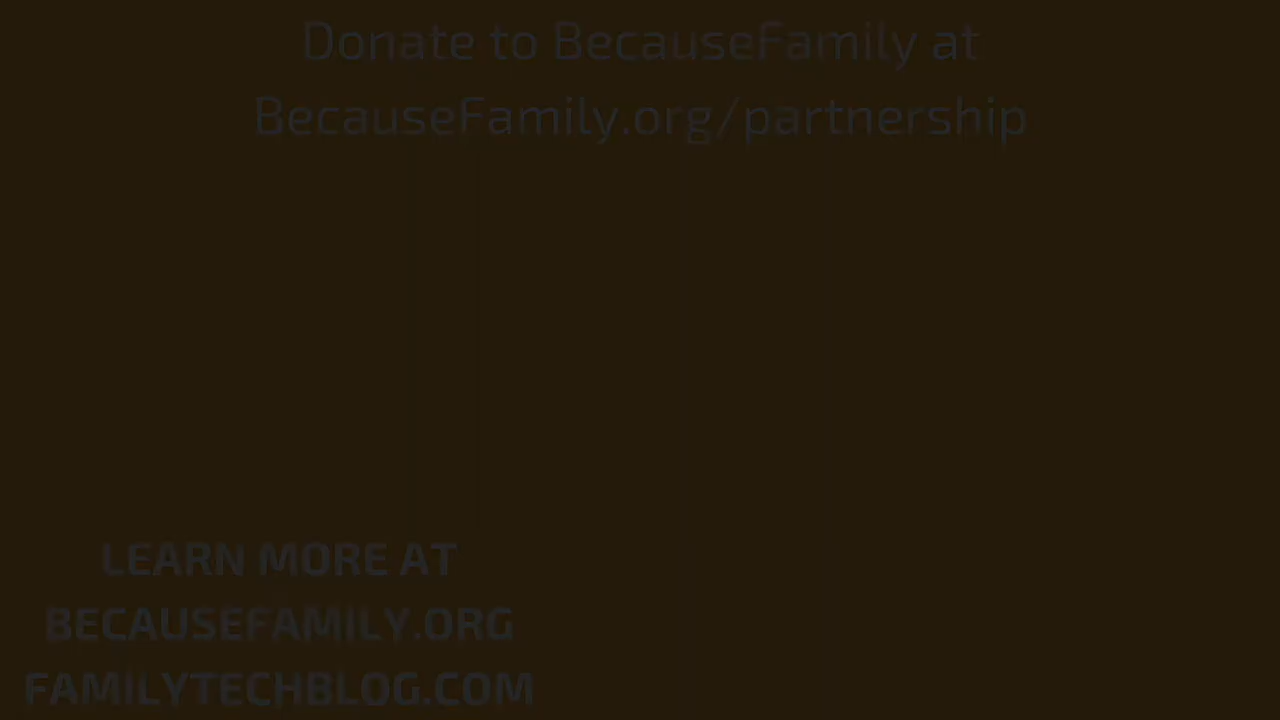 Donate to BecauseFamily at
BecauseFamily.org/partnership
LEARN MORE AT
BECAUSEFAMILY.ORG
FAMILYTECHBLOG.COM